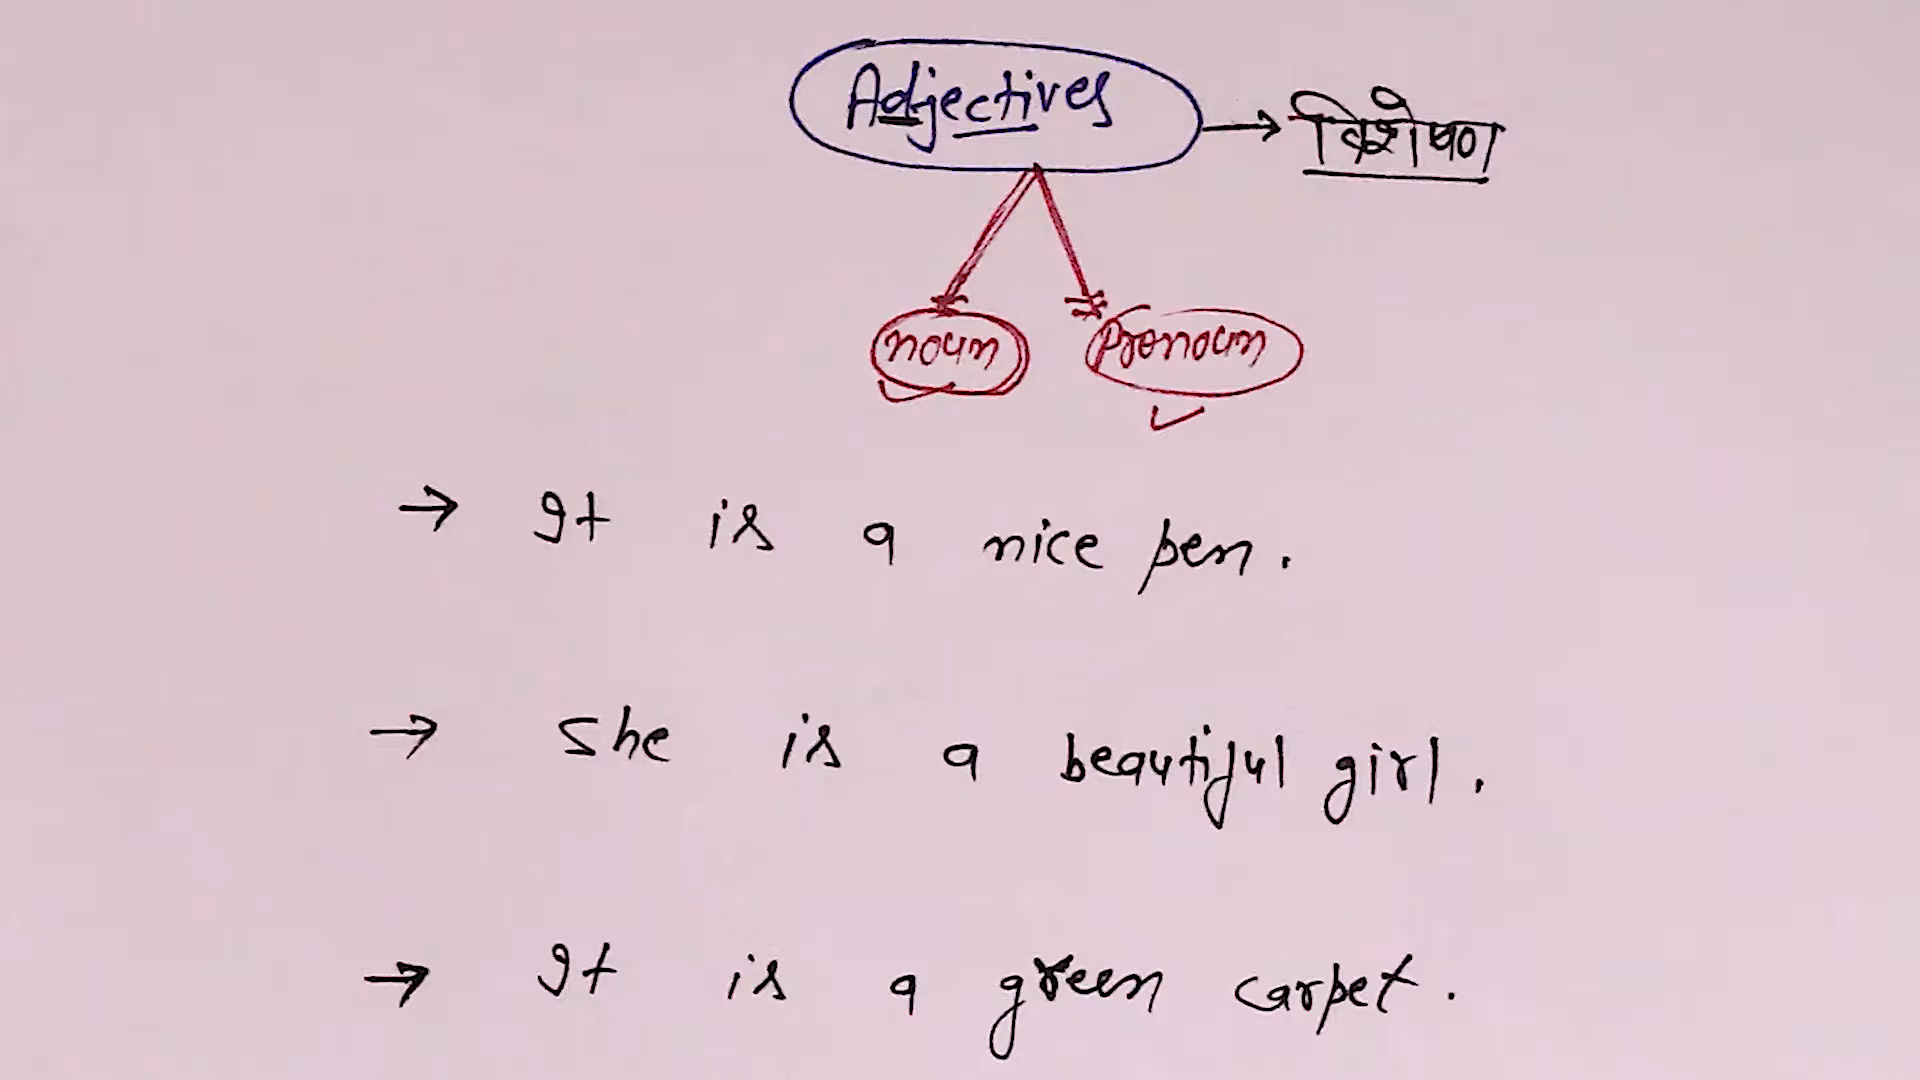 Adjectives → विशेषण
noun pronoun
→ It is a nice pen.
→ She is a beautiful girl.
→ It is a green carpet.